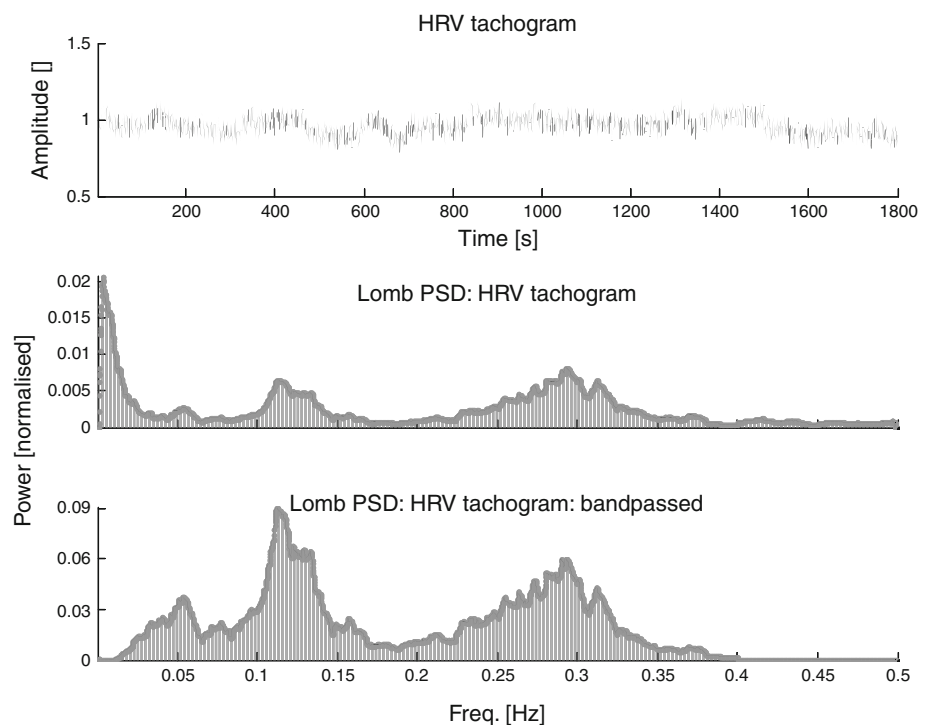 HRV tachogram
1.5
1
0.5
Amplitude []
200 400 600 800 1000 1200 1400 1600 1800
Time [s]
Lomb PSD: HRV tachogram
0.02
0.015
0.01
0.005
0
Power [normalised]
Lomb PSD: HRV tachogram: bandpassed
0.09
0.06
0.03
0
0.05 0.1 0.15 0.2 0.25 0.3 0.35 0.4 0.45 0.5
Freq. [Hz]